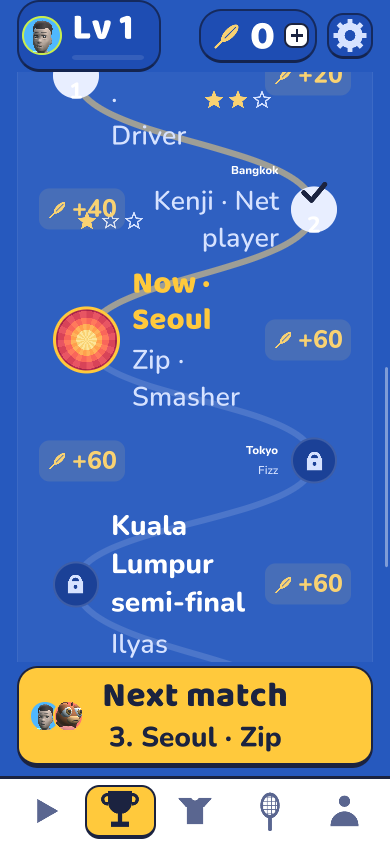 Lv 1
0
+20
1
·
Driver
Bangkok
+40
Kenji · Net
player
2
Now ·
Seoul
Zip ·
Smasher
+60
+60
Tokyo
Fizz
Kuala
Lumpur
semi-final
Ilyas
+60
Next match
3. Seoul · Zip